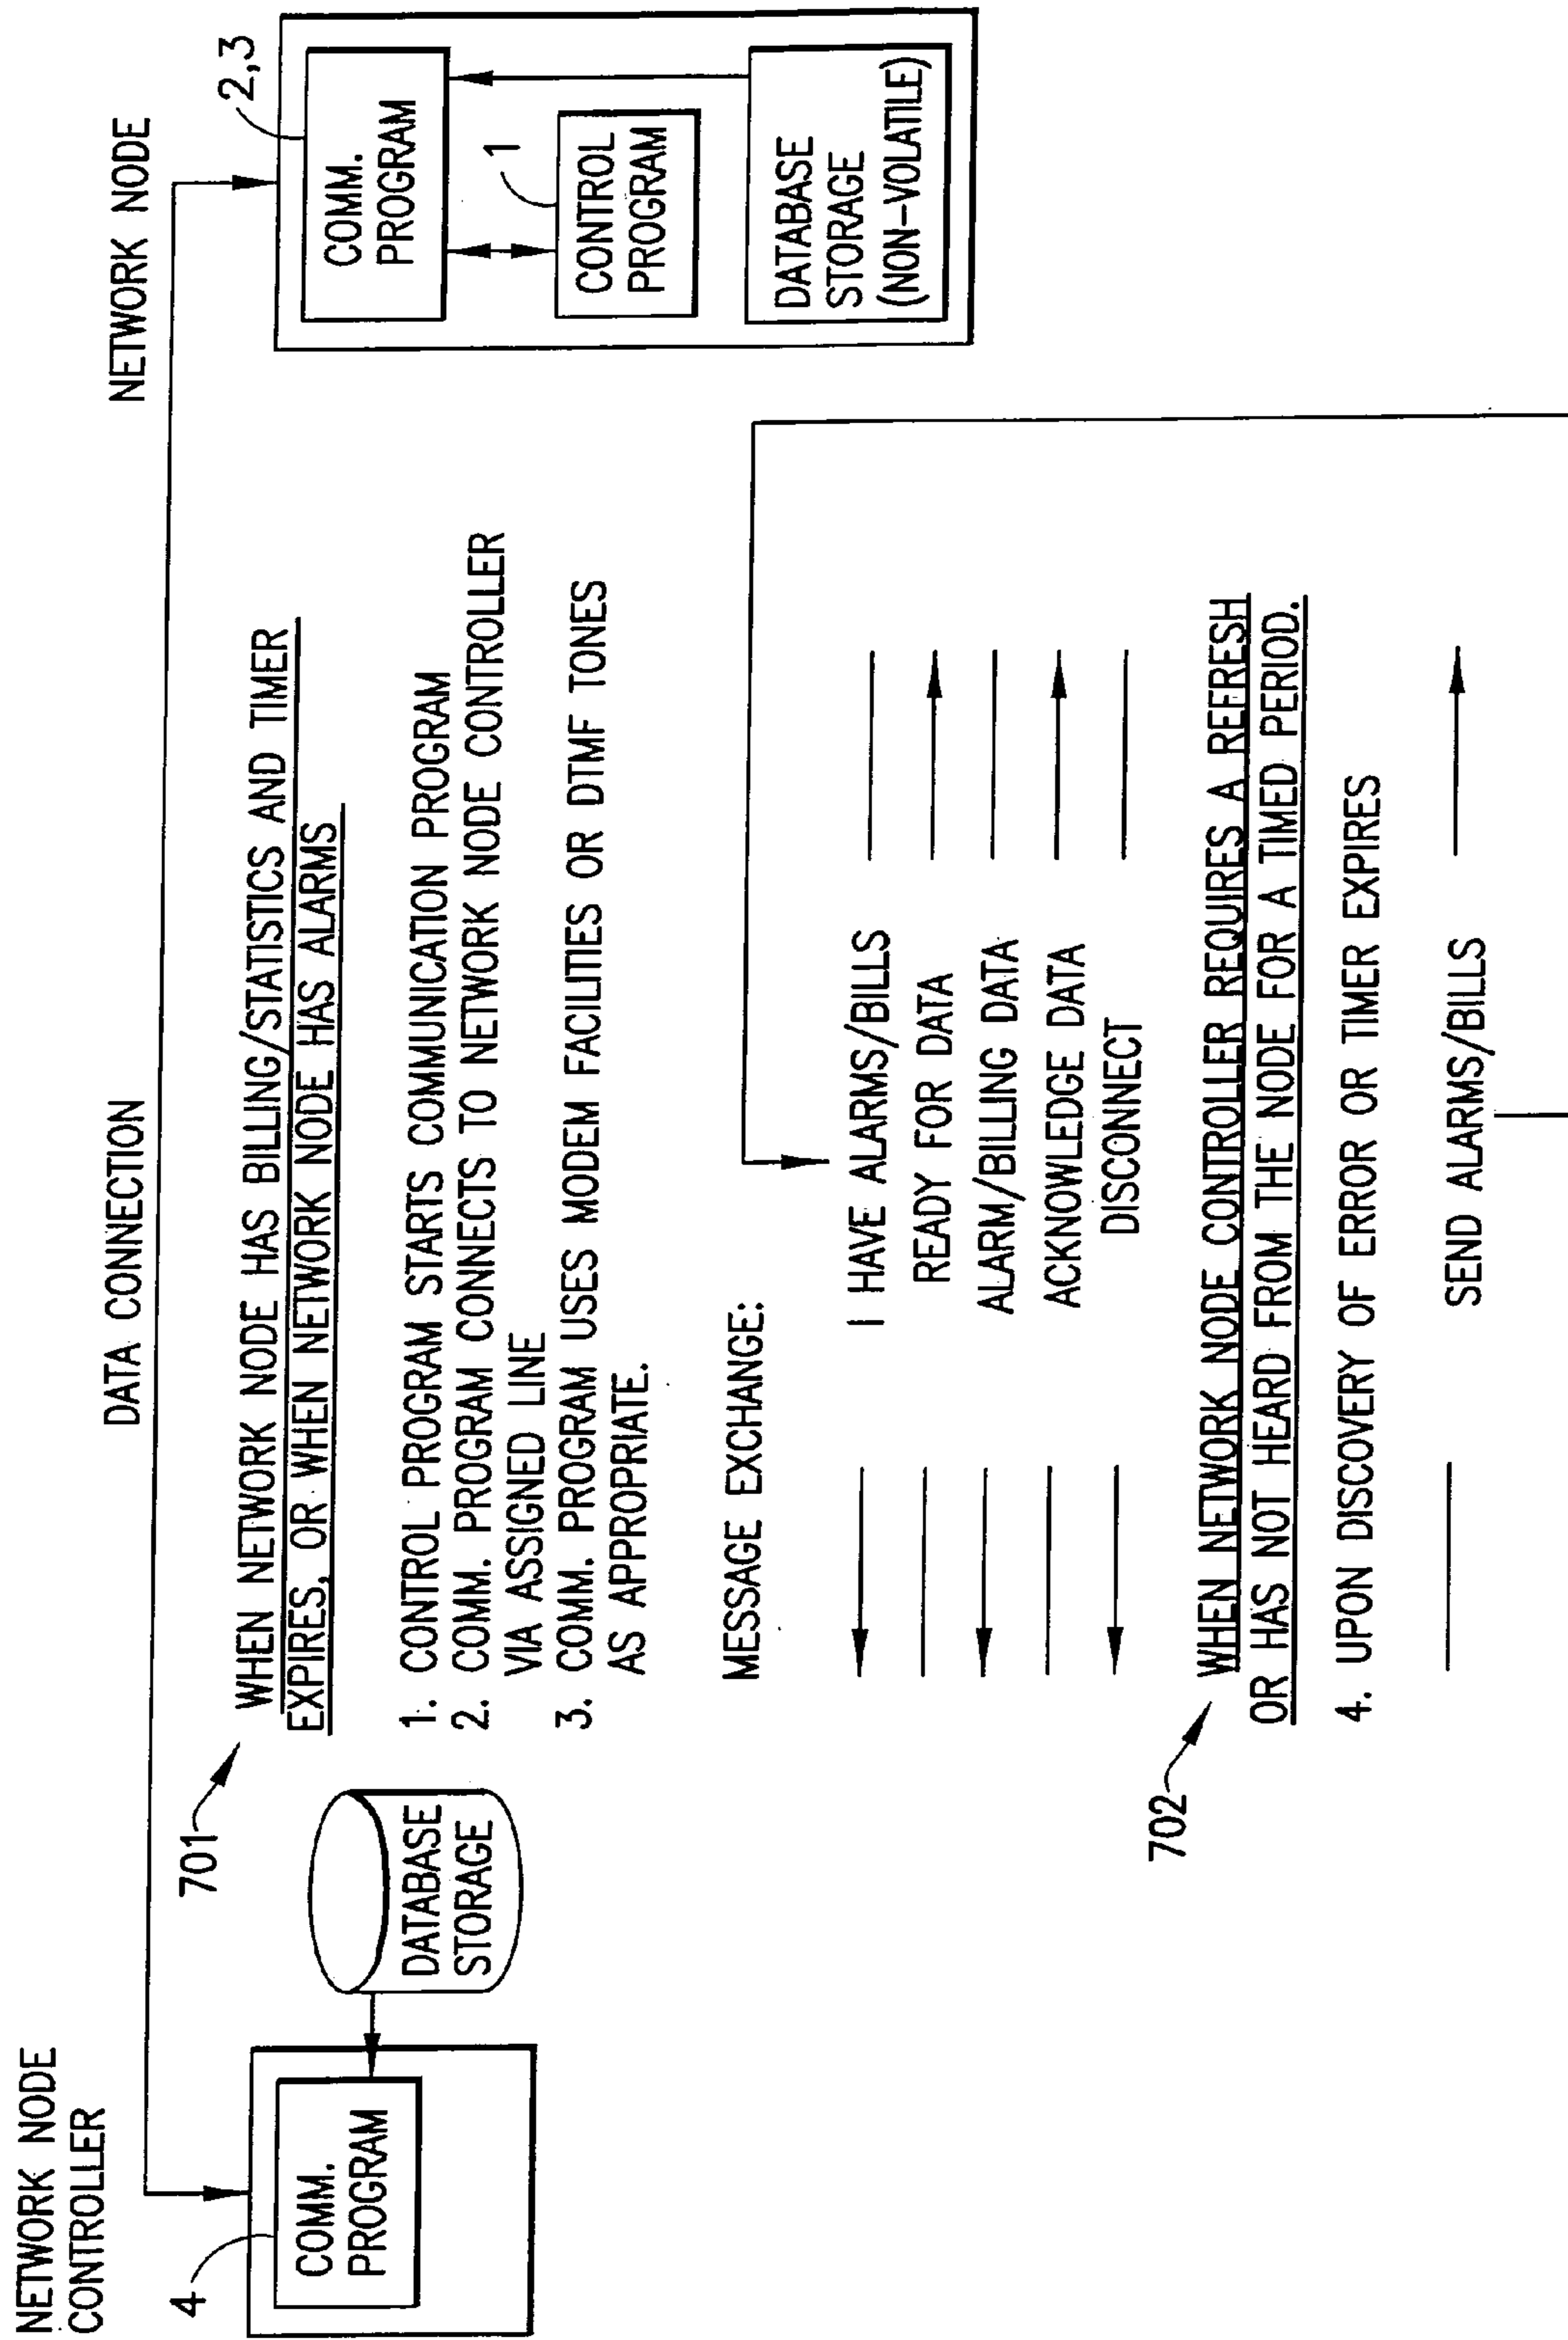 NETWORK NODE
CONTROLLER
DATA CONNECTION
NETWORK NODE
4
COMM.
PROGRAM
DATABASE
STORAGE
701
WHEN NETWORK NODE HAS BILLING/STATISTICS AND TIMER
EXPIRES, OR WHEN NETWORK NODE HAS ALARMS
1. CONTROL PROGRAM STARTS COMMUNICATION PROGRAM
2. COMM. PROGRAM CONNECTS TO NETWORK NODE CONTROLLER
VIA ASSIGNED LINE
3. COMM. PROGRAM USES MODEM FACILITIES OR DTMF TONES
AS APPROPRIATE.
2,3
COMM.
PROGRAM
1
CONTROL
PROGRAM
DATABASE
STORAGE
(NON-VOLATILE)
MESSAGE EXCHANGE:
I HAVE ALARMS/BILLS
READY FOR DATA
ALARM/BILLING DATA
ACKNOWLEDGE DATA
DISCONNECT
702
WHEN NETWORK NODE CONTROLLER REQUIRES A REFRESH
OR HAS NOT HEARD FROM THE NODE FOR A TIMED PERIOD.
4. UPON DISCOVERY OF ERROR OR TIMER EXPIRES
SEND ALARMS/BILLS